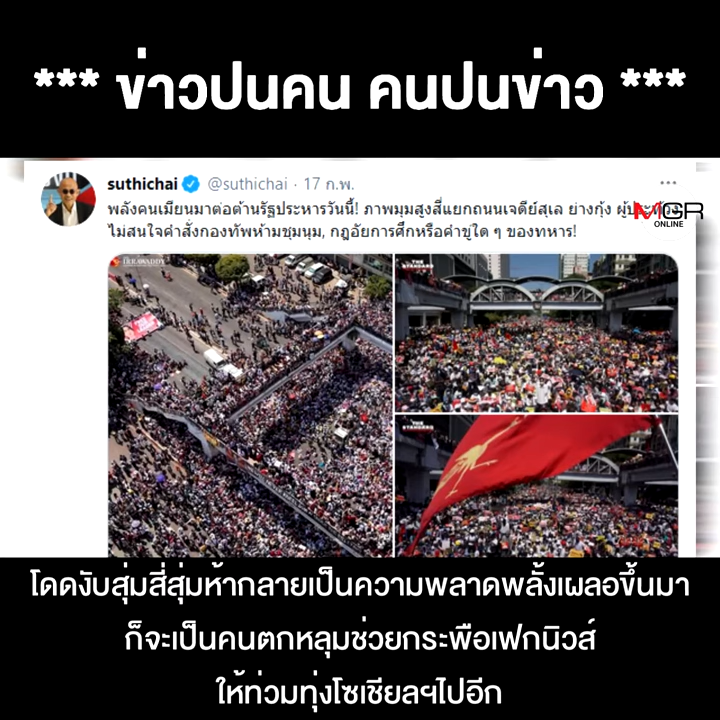 *** ข่าวปนคน คนปนข่าว ***
suthichai @suthichai · 17 ก.พ.
พลังคนเมียนมาต่อต้านรัฐประหารวันนี้! ภาพมุมสูงสี่แยกถนนเจดีย์สุเล ย่างกุ้ง
ไม่สนใจคำสั่งกองทัพห้ามชุมนุม, กฎอัยการศึกหรือคำขู่ใด ๆ ของทหาร!
MGR
ONLINE
IRRAWADDY
THE STANDARD
THE STANDARD
โดดงับสุ่มสี่สุ่มห้ากลายเป็นความพลาดพลั้งเผลอขึ้นมา
ก็จะเป็นคนตกหลุมช่วยกระพือเฟกนิวส์
ให้ท่วมทุ่งโซเชียลฯไปอีก